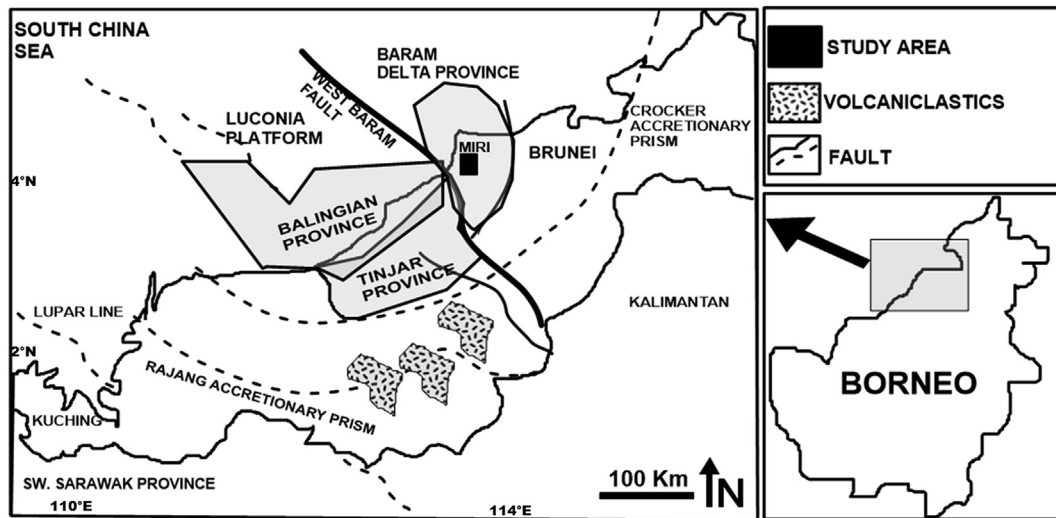 SOUTH CHINA
SEA
BARAM
DELTA PROVINCE
WEST BARAM
FAULT
LUCONIA
PLATFORM
CROCKER
ACCRETIONARY
PRISM
MIRI
BRUNEI
4°N
BALINGIAN
PROVINCE
TINJAR
PROVINCE
KALIMANTAN
LUPAR LINE
2°N
RAJANG ACCRETIONARY PRISM
KUCHING
SW. SARAWAK PROVINCE
110°E
114°E
100 Km
N
STUDY AREA
VOLCANICLASTICS
FAULT
BORNEO